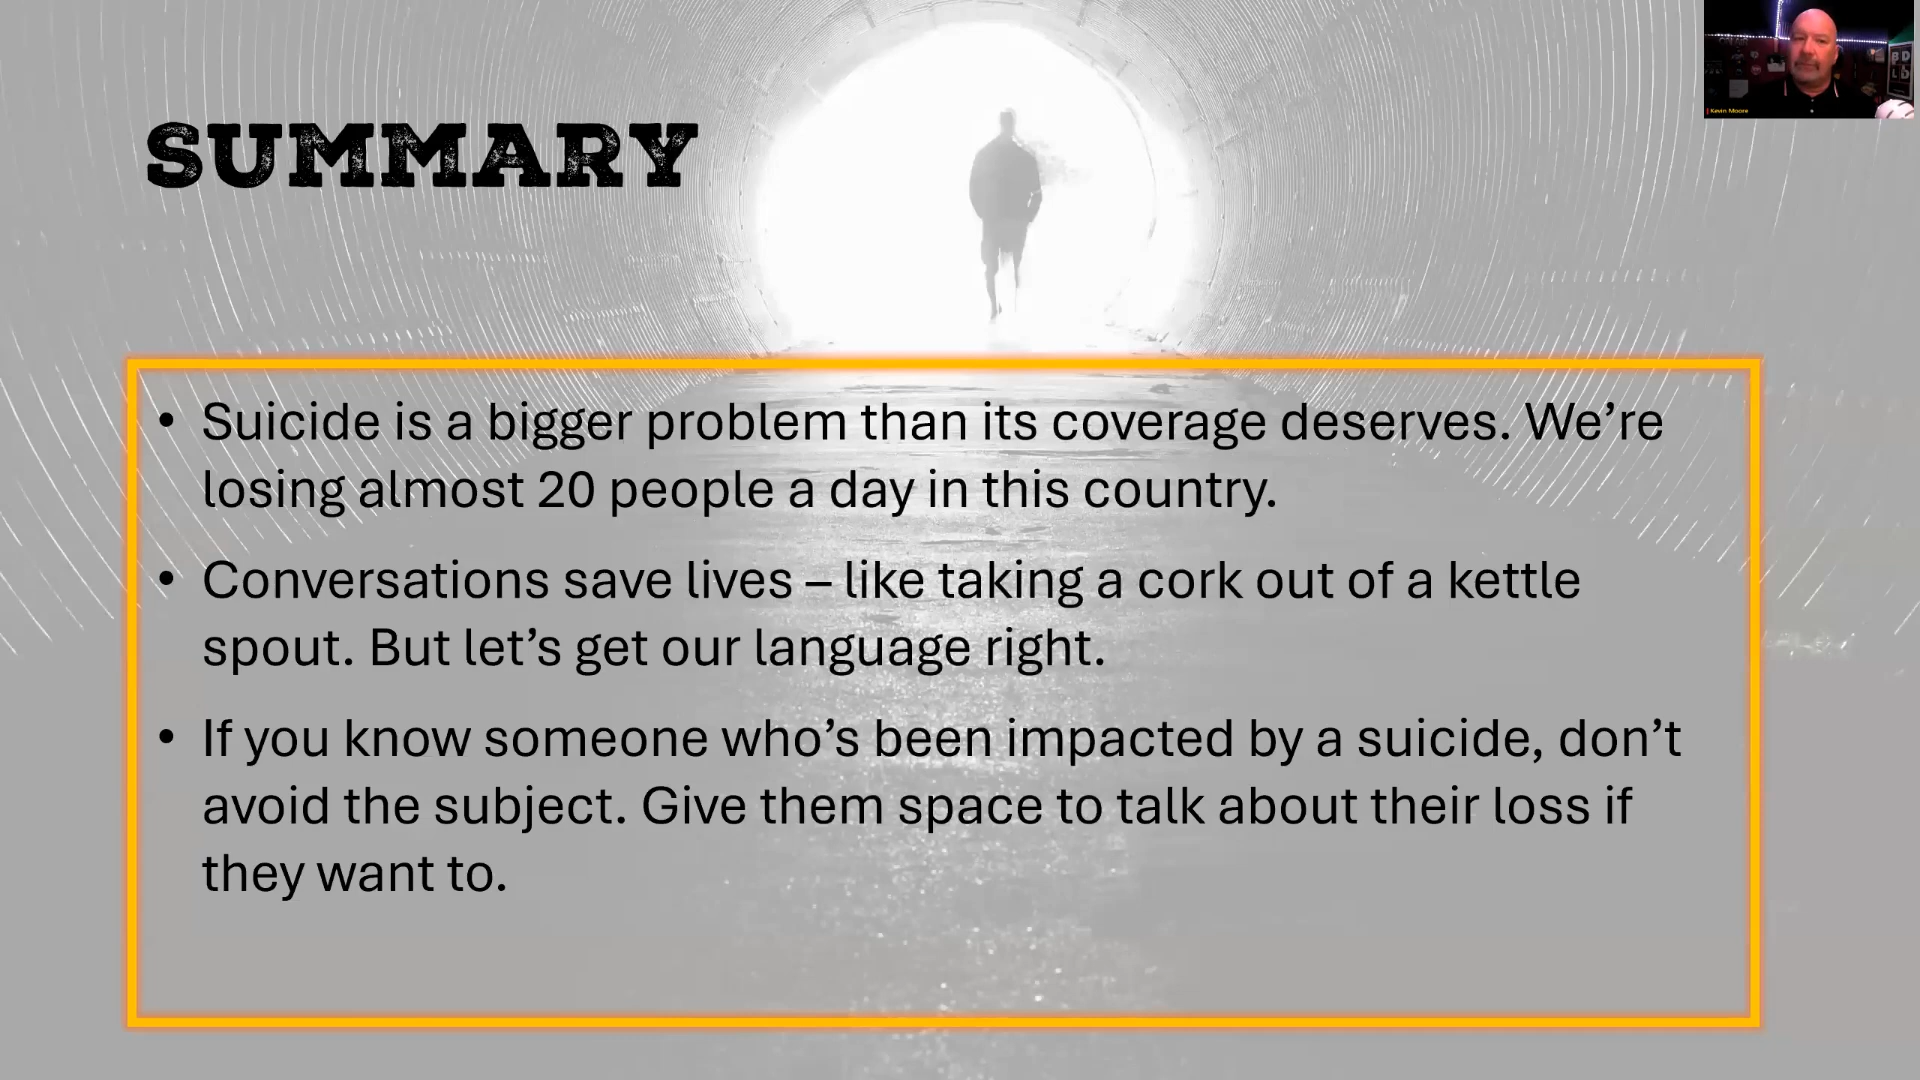 SUMMARY
• Suicide is a bigger problem than its coverage deserves. We’re
losing almost 20 people a day in this country.
• Conversations save lives – like taking a cork out of a kettle
spout. But let’s get our language right.
• If you know someone who’s been impacted by a suicide, don’t
avoid the subject. Give them space to talk about their loss if
they want to.
Kevin Moore